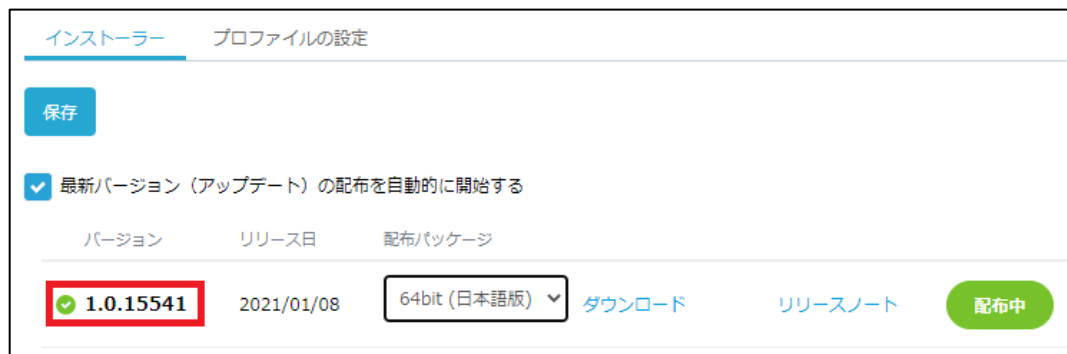 インストーラー プロファイルの設定
保存
最新バージョン（アップデート）の配布を自動的に開始する
バージョン リリース日 配布パッケージ
1.0.15541 2021/01/08 64bit (日本語版) ダウンロード リリースノート 配布中